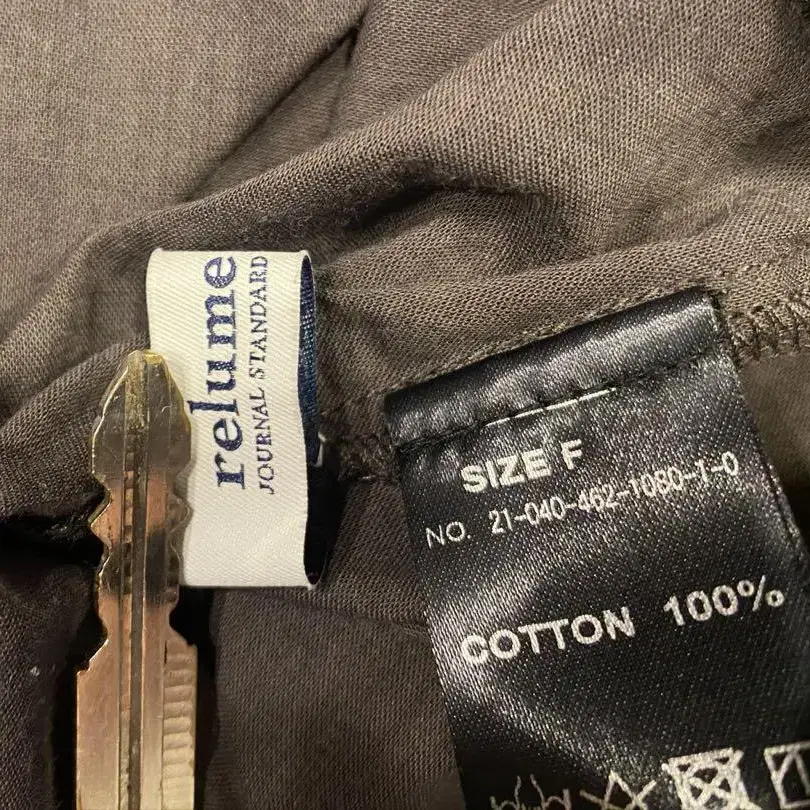 relume
JOURNAL STANDARD
SIZE F
NO. 21-040-462-1080-1-0
COTTON 100%